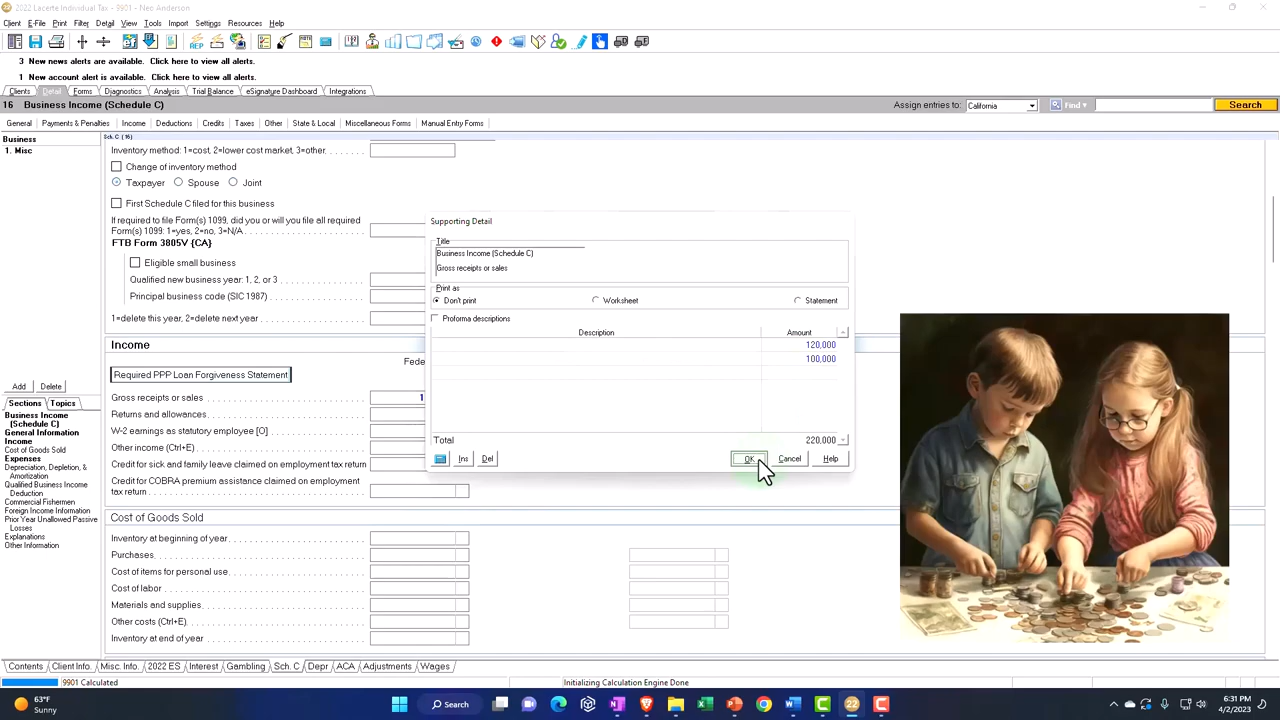 2022 Lacerte Individual Tax - 9901 - Neo Anderson
Client E-File Print Filter Detail View Tools Import Settings Resources Help
3 New news alerts are available. Click here to view all alerts.
1 New account alert is available. Click here to view all alerts.
Clients Detail Forms Diagnostics Analysis Trial Balance eSignature Dashboard Integrations
16 Business Income (Schedule C) Assign entries to: California Find Search
General Payments & Penalties Income Deductions Credits Taxes Other State & Local Miscellaneous Forms Manual Entry Forms
Business
1. Misc
Add Delete
Sections Topics
Business Income
(Schedule C)
General Information
Income
Cost of Goods Sold
Expenses
Depreciation, Depletion, &
Amortization
Business Use of Home
Quarterly Business
Deductions
Commercial Fishermen
Foreign Income Information
Prior Year Unallowed Passive
Losses
Explanations
Other Information
Sch. C (16)
Inventory method: 1=cost, 2=lower cost market, 3=other
Change of inventory method
Taxpayer Spouse Joint
First Schedule C filed for this business
If required to file Form(s) 1099, did you or will you file all required
Form(s) 1099: 1=yes, 2=no, 3=N/A
FTB Form 3805V {CA}
Eligible small business
Qualified new business year: 1, 2, or 3
Principal business code (SIC 1987)
1=delete this year, 2=delete next year
Income
Fede
Required PPP Loan Forgiveness Statement
Gross receipts or sales 1
Returns and allowances
W-2 earnings as statutory employee [O]
Other income (Ctrl+E)
Credit for sick and family leave claimed on employment tax return
Credit for COBRA premium assistance claimed on employment
tax return
Cost of Goods Sold
Inventory at beginning of year
Purchases
Cost of items for personal use
Cost of labor
Materials and supplies
Other costs (Ctrl+E)
Inventory at end of year
Supporting Detail
Title
Business Income (Schedule C)
Gross receipts or sales
Print as
Don't print Worksheet Statement
Proforma descriptions
Description Amount
120,000
100,000
Total 220,000
Ins Del OK Cancel Help
Contents Client Info. Misc. Info. 2022 ES Interest Gambling Sch. C Depr. ACA Adjustments Wages
9901 Calculated Initializing Calculation Engine Done
63°F
Sunny
Search
6:31 PM
4/2/2023